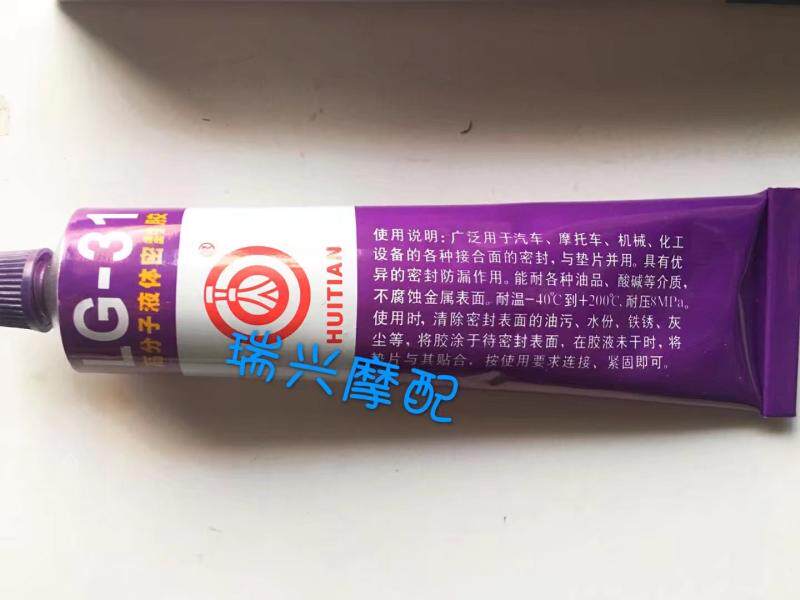 LG-31
高分子液体密封胶
®
HUITIAN
使用说明:广泛用于汽车、摩托车、机械、化工
设备的各种接合面的密封,与垫片并用。具有优
异的密封防漏作用。能耐各种油品、酸碱等介质,
不腐蚀金属表面。耐温-40℃到+200℃,耐压8MPa。
使用时,清除密封表面的油污、水份、铁锈、灰
尘等,将胶涂于待密封表面,在胶液未干时,将
垫片与其贴合,按使用要求连接、紧固即可。
瑞兴摩配